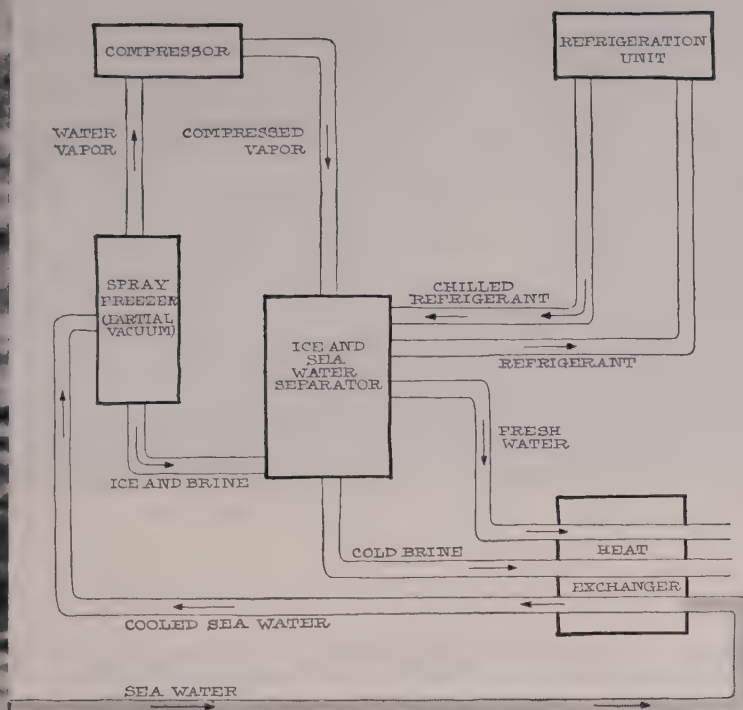 COMPRESSOR
REFRIGERATION
UNIT
WATER
VAPOR
COMPRESSED
VAPOR
SPRAY
FREEZER
(PARTIAL
VACUUM)
CHILLED
REFRIGERANT
ICE AND
SEA
WATER
SEPARATOR
REFRIGERANT
FRESH
WATER
ICE AND BRINE
COLD BRINE
HEAT
EXCHANGER
COOLED SEA WATER
SEA WATER